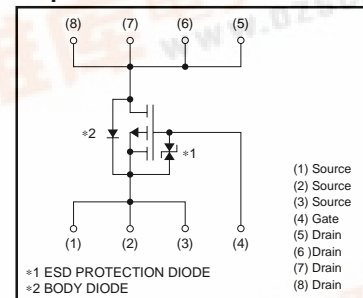 (8) (7) (6) (5)
∗2
∗1
(1) Source
(2) Source
(3) Source
(4) Gate
(5) Drain
(6 )Drain
(7) Drain
(8) Drain
(1) (2) (3) (4)
∗1 ESD PROTECTION DIODE
∗2 BODY DIODE